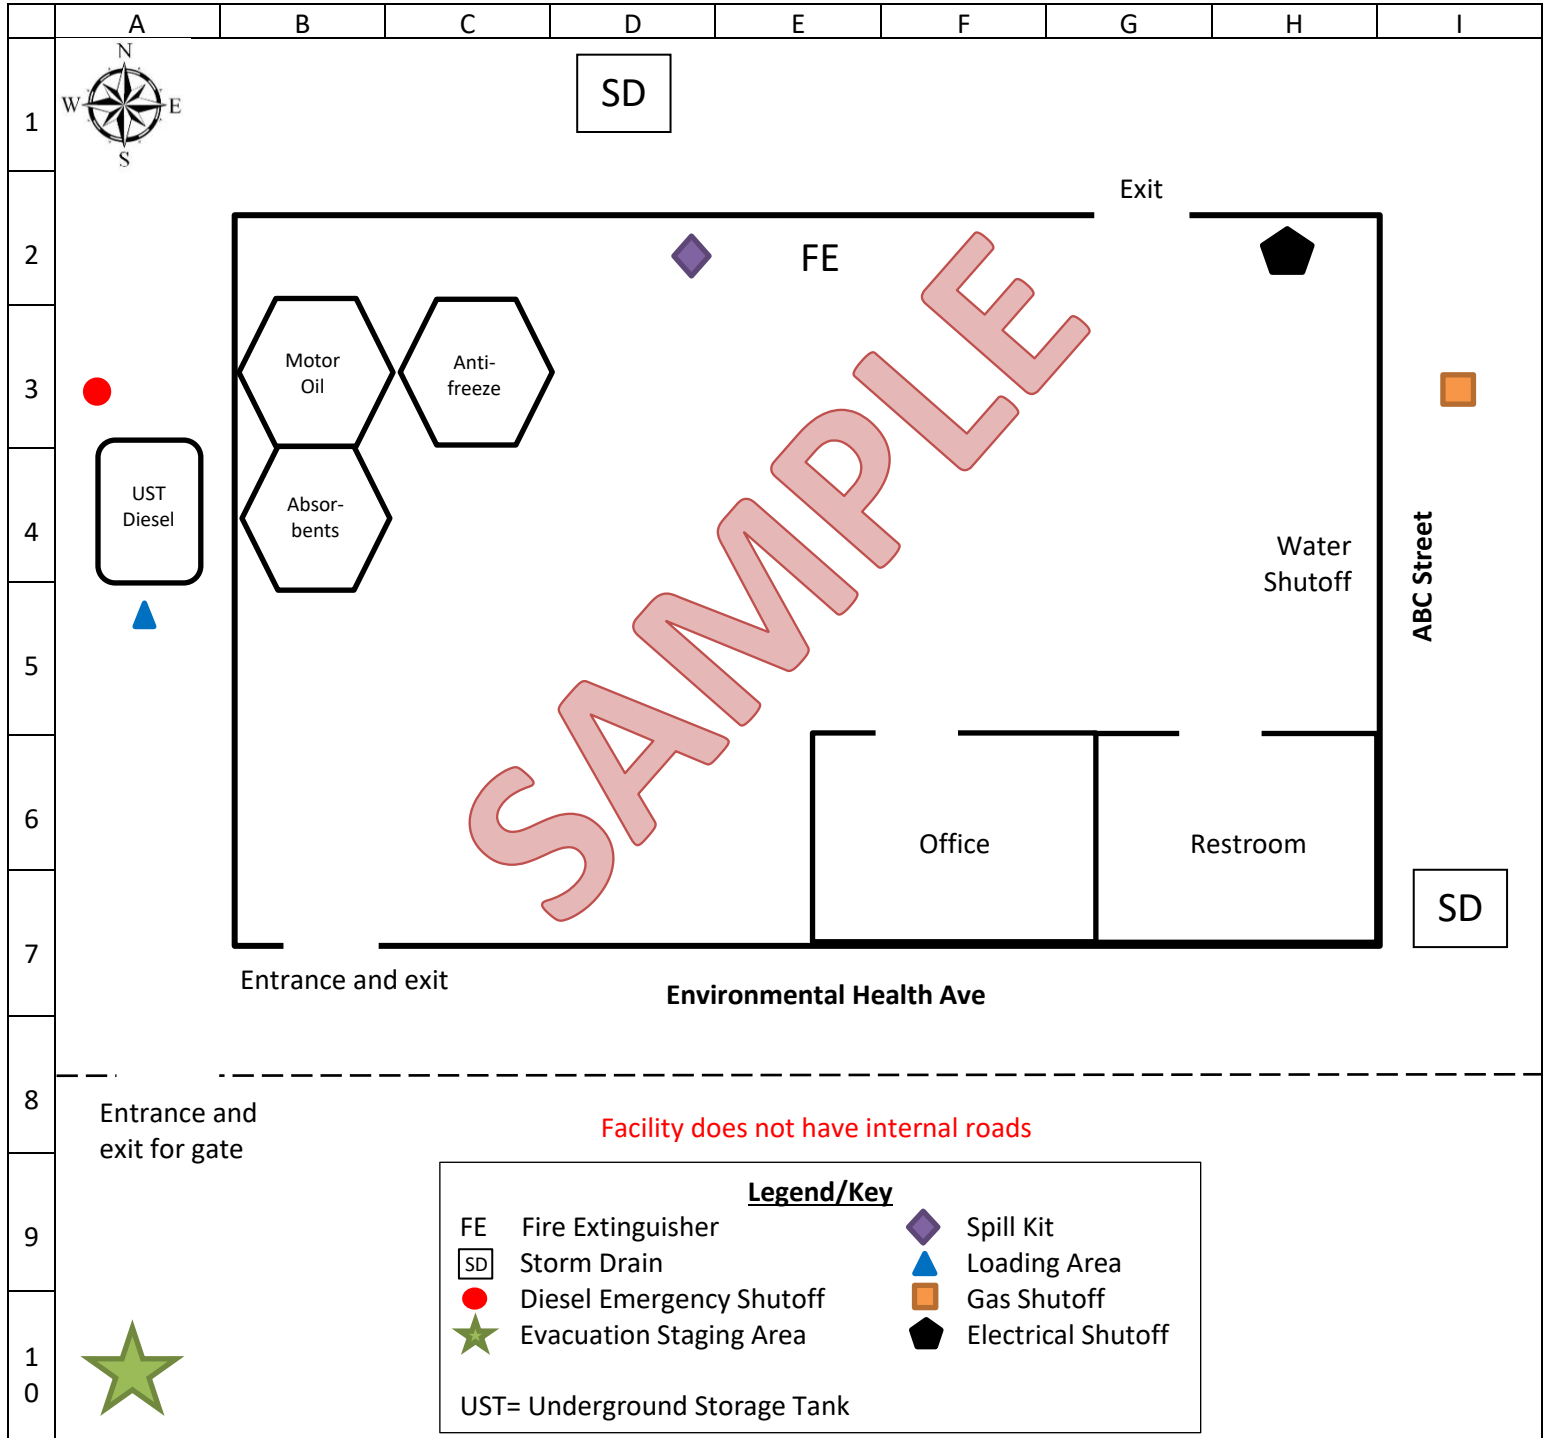 A B C D E F G H I
N
W E
S
1
SD
Exit
2
FE
3
Motor
Oil
Anti-
freeze
4
UST
Diesel
Absor-
bents
Water
Shutoff
ABC Street
5
SAMPLE
6
Office
Restroom
SD
7
Entrance and exit
Environmental Health Ave
8
Entrance and
exit for gate
Facility does not have internal roads
Legend/Key
9
FE Fire Extinguisher
SD Storm Drain
Diesel Emergency Shutoff
Evacuation Staging Area
Spill Kit
Loading Area
Gas Shutoff
Electrical Shutoff
1
0
UST= Underground Storage Tank